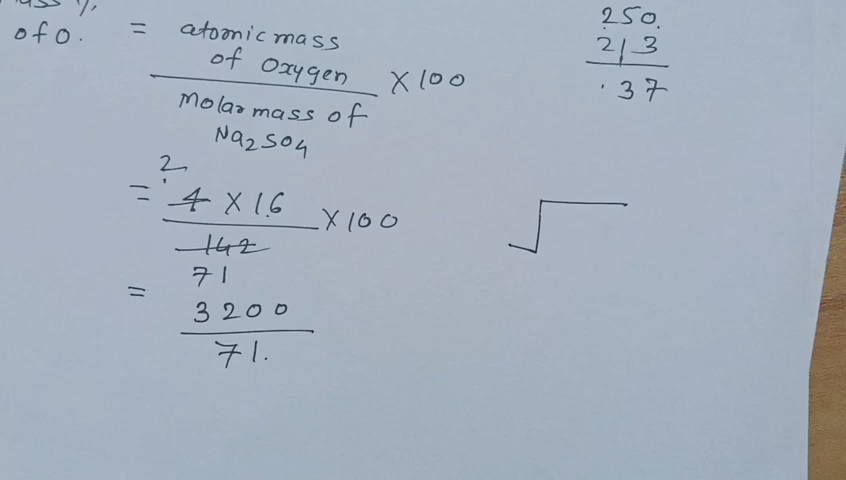 mass %
of O. = atomic mass
of Oxygen × 100
Molar mass of
Na2SO4
2
= 4 × 16 × 100
142
71
=
3200
71.
250.
213
.37